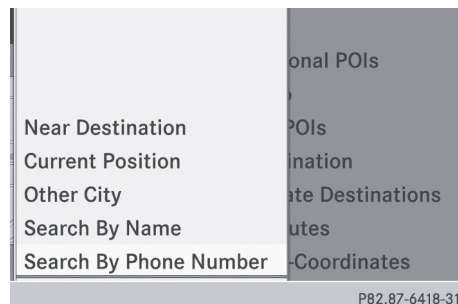 onal POIs
Near Destination
POIs
Current Position
ination
Other City
ate Destinations
Search By Name
utes
Search By Phone Number
-Coordinates
P82.87-6418-31